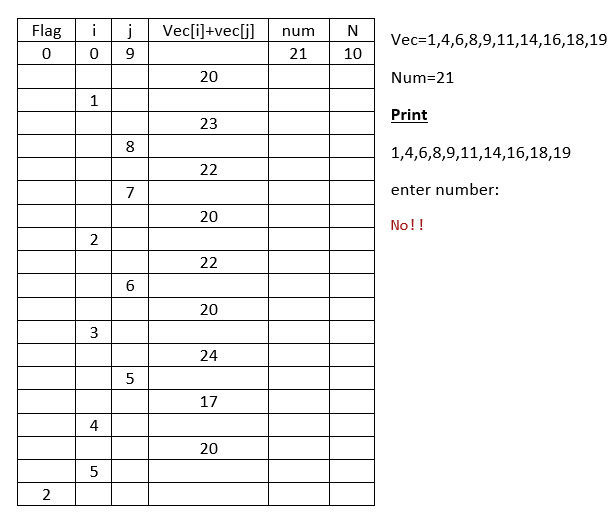 Flag i j Vec[i]+vec[j] num N
0 0 9 21 10
20
1
23
8
22
7
20
2
22
6
20
3
24
5
17
4
20
5
2
Vec=1,4,6,8,9,11,14,16,18,19
Num=21
Print
1,4,6,8,9,11,14,16,18,19
enter number:
No!!